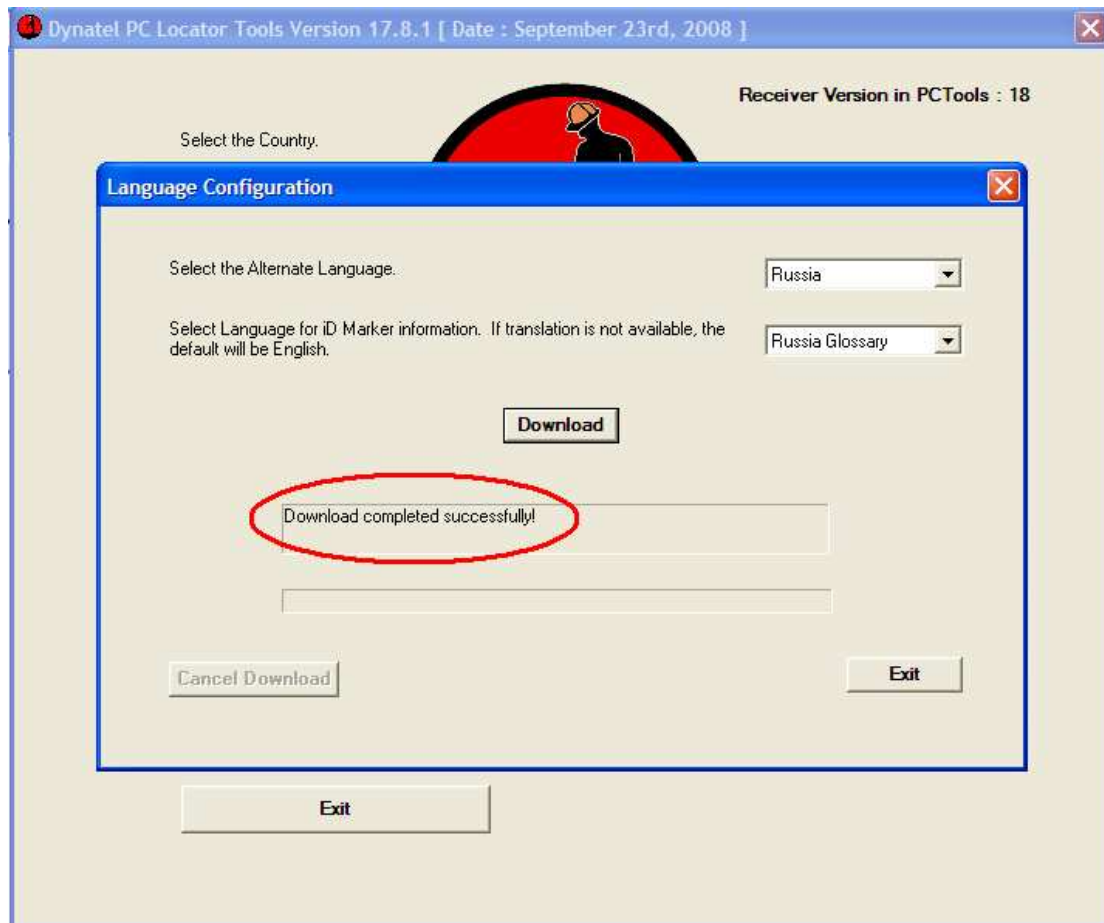 Dynatel PC Locator Tools Version 17.8.1 [ Date : September 23rd, 2008 ]
Receiver Version in PCTools : 18
Select the Country.
Language Configuration
Select the Alternate Language.
Russia
Select Language for iD Marker information. If translation is not available, the
default will be English.
Russia Glossary
Download
Download completed successfully!
Cancel Download
Exit
Exit